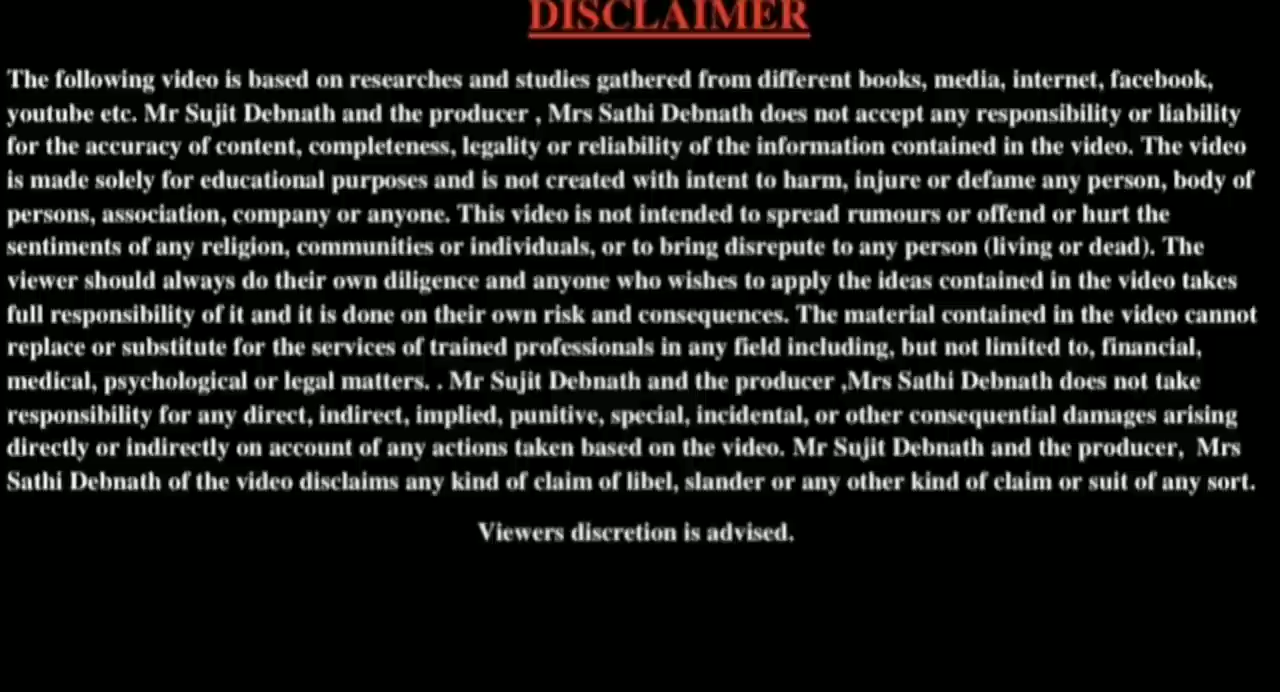 DISCLAIMER
The following video is based on researches and studies gathered from different books, media, internet, facebook,
youtube etc. Mr Sujit Debnath and the producer , Mrs Sathi Debnath does not accept any responsibility or liability
for the accuracy of content, completeness, legality or reliability of the information contained in the video. The video
is made solely for educational purposes and is not created with intent to harm, injure or defame any person, body of
persons, association, company or anyone. This video is not intended to spread rumours or offend or hurt the
sentiments of any religion, communities or individuals, or to bring disrepute to any person (living or dead). The
viewer should always do their own diligence and anyone who wishes to apply the ideas contained in the video takes
full responsibility of it and it is done on their own risk and consequences. The material contained in the video cannot
replace or substitute for the services of trained professionals in any field including, but not limited to, financial,
medical, psychological or legal matters. . Mr Sujit Debnath and the producer ,Mrs Sathi Debnath does not take
responsibility for any direct, indirect, implied, punitive, special, incidental, or other consequential damages arising
directly or indirectly on account of any actions taken based on the video. Mr Sujit Debnath and the producer, Mrs
Sathi Debnath of the video disclaims any kind of claim of libel, slander or any other kind of claim or suit of any sort.
Viewers discretion is advised.